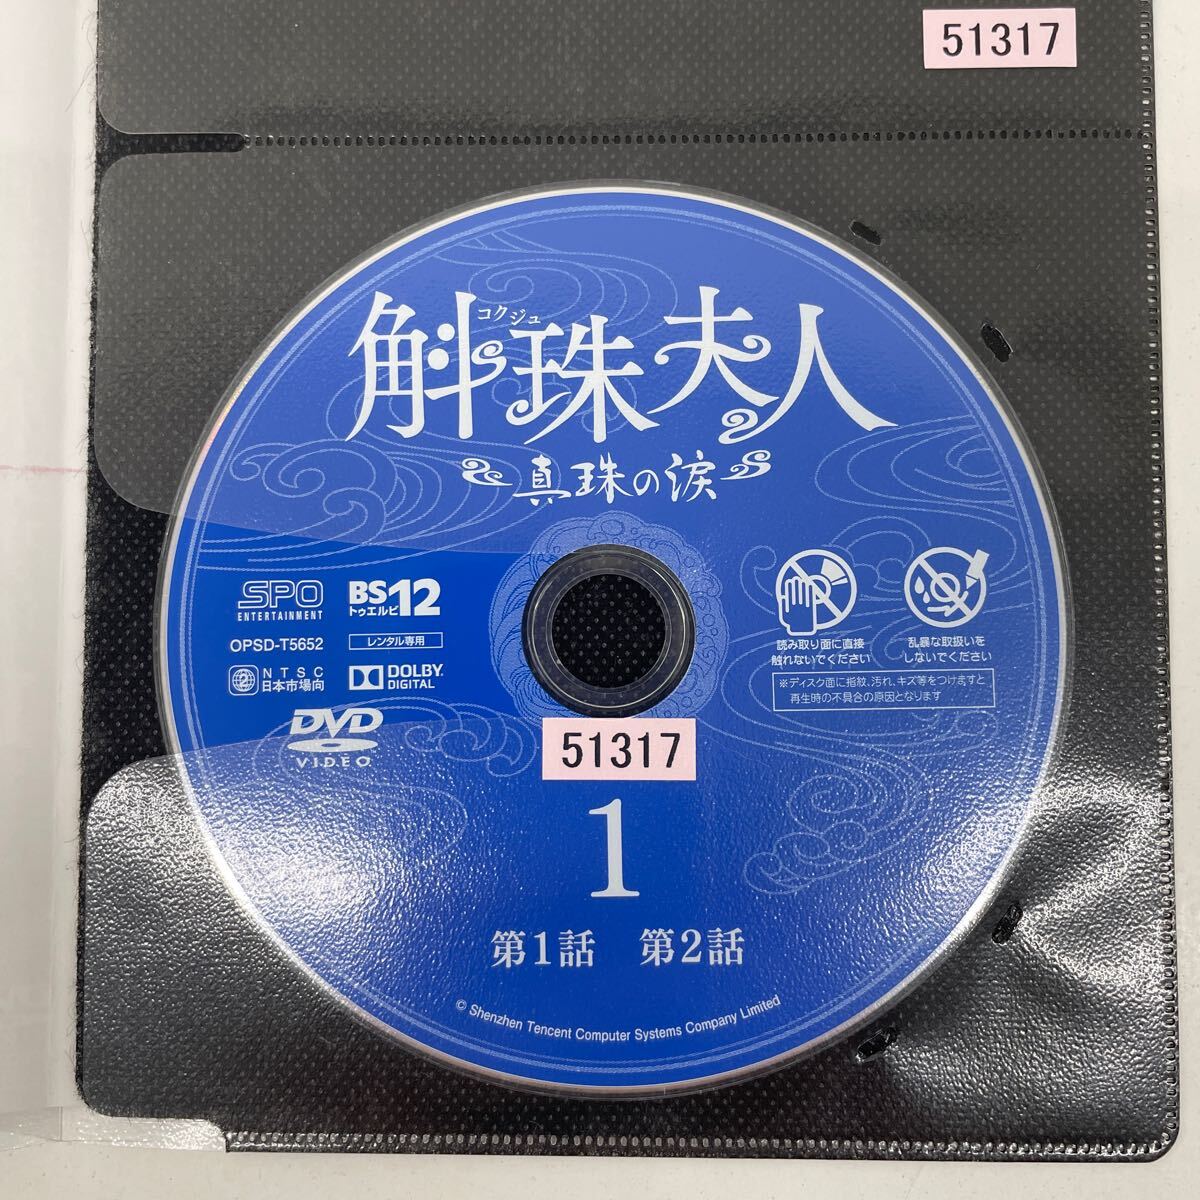 51317
コクジュ
斛珠夫人
真珠の涙
SPO
ENTERTAINMENT
BS12
トゥエルビ
OPSD-T5652
レンタル専用
2
NTSC
日本市場向
DOLBY
DIGITAL
DVD
VIDEO
読み取り面に直接
触れないでください
乱暴な取扱いを
しないでください
※ディスク面に指紋、汚れ、キズ等をつけますと
再生時の不具合の原因となります
51317
1
第1話 第2話
© Shenzhen Tencent Computer Systems Company Limited